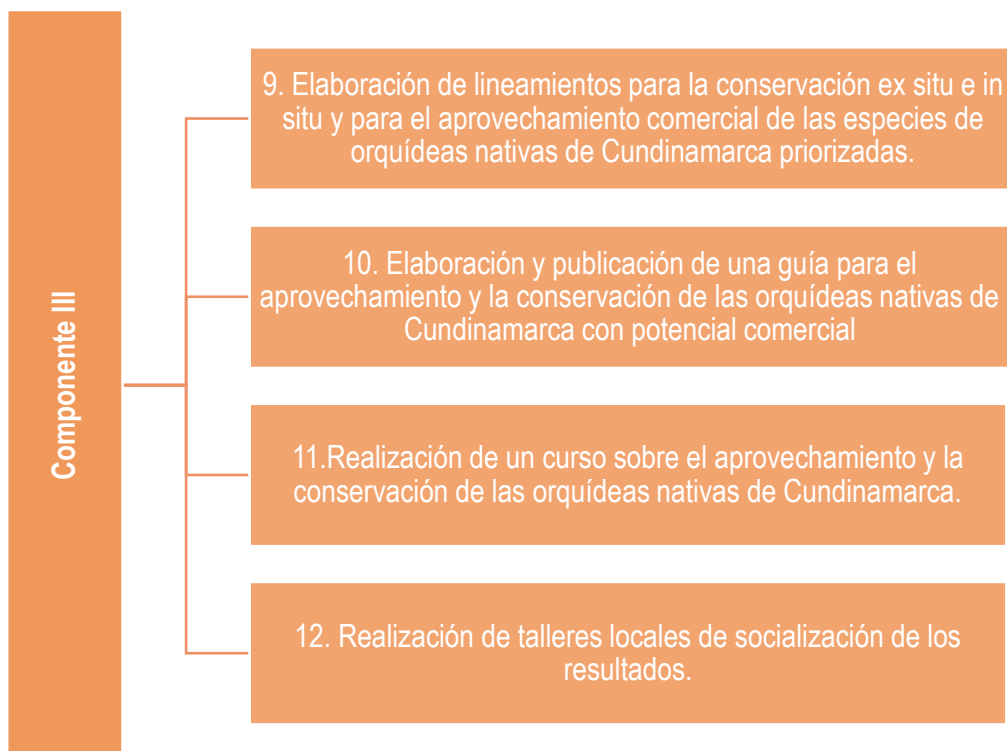 Componente III
9. Elaboración de lineamientos para la conservación ex situ e in
situ y para el aprovechamiento comercial de las especies de
orquídeas nativas de Cundinamarca priorizadas.
10. Elaboración y publicación de una guía para el
aprovechamiento y la conservación de las orquídeas nativas de
Cundinamarca con potencial comercial
11.Realización de un curso sobre el aprovechamiento y la
conservación de las orquídeas nativas de Cundinamarca.
12. Realización de talleres locales de socialización de los
resultados.